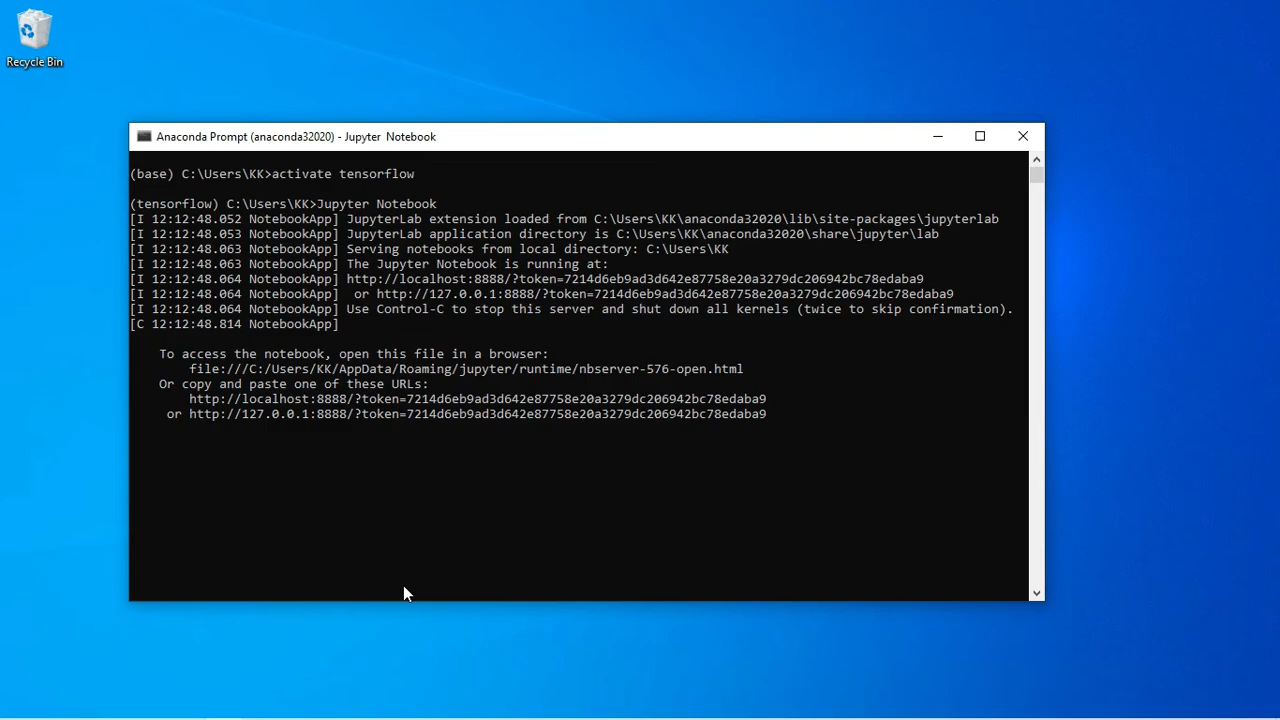 Recycle Bin
Anaconda Prompt (anaconda32020) - Jupyter  Notebook
(base) C:\Users\KK>activate tensorflow
(tensorflow) C:\Users\KK>Jupyter Notebook
[I 12:12:48.052 NotebookApp] JupyterLab extension loaded from C:\Users\KK\anaconda32020\lib\site-packages\jupyterlab
[I 12:12:48.053 NotebookApp] JupyterLab application directory is C:\Users\KK\anaconda32020\share\jupyter\lab
[I 12:12:48.063 NotebookApp] Serving notebooks from local directory: C:\Users\KK
[I 12:12:48.063 NotebookApp] The Jupyter Notebook is running at:
[I 12:12:48.064 NotebookApp] http://localhost:8888/?token=7214d6eb9ad3d642e87758e20a3279dc206942bc78edaba9
[I 12:12:48.064 NotebookApp]  or http://127.0.0.1:8888/?token=7214d6eb9ad3d642e87758e20a3279dc206942bc78edaba9
[I 12:12:48.064 NotebookApp] Use Control-C to stop this server and shut down all kernels (twice to skip confirmation).
[C 12:12:48.814 NotebookApp]
To access the notebook, open this file in a browser:
file:///C:/Users/KK/AppData/Roaming/jupyter/runtime/nbserver-576-open.html
Or copy and paste one of these URLs:
http://localhost:8888/?token=7214d6eb9ad3d642e87758e20a3279dc206942bc78edaba9
or http://127.0.0.1:8888/?token=7214d6eb9ad3d642e87758e20a3279dc206942bc78edaba9